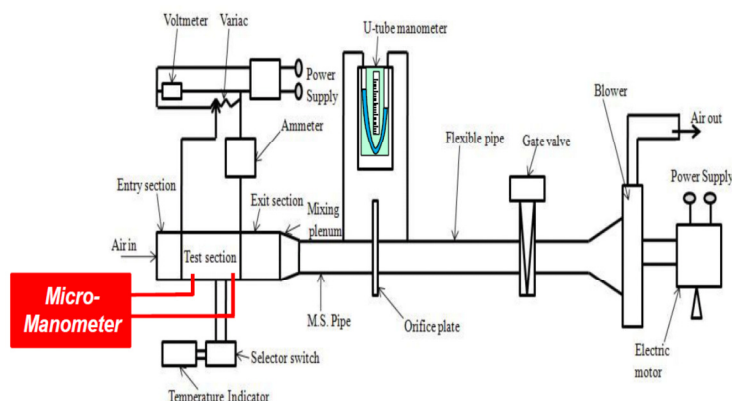 Voltmeter
Variac
U-tube manometer
Power
Supply
Blower
Air out
Ammeter
Flexible pipe
Gate valve
Power Supply
Entry section
Exit section
Mixing
plenum
Air in
Test section
Micro-
Manometer
M.S. Pipe
Orifice plate
Selector switch
Electric
motor
Temperature Indicator